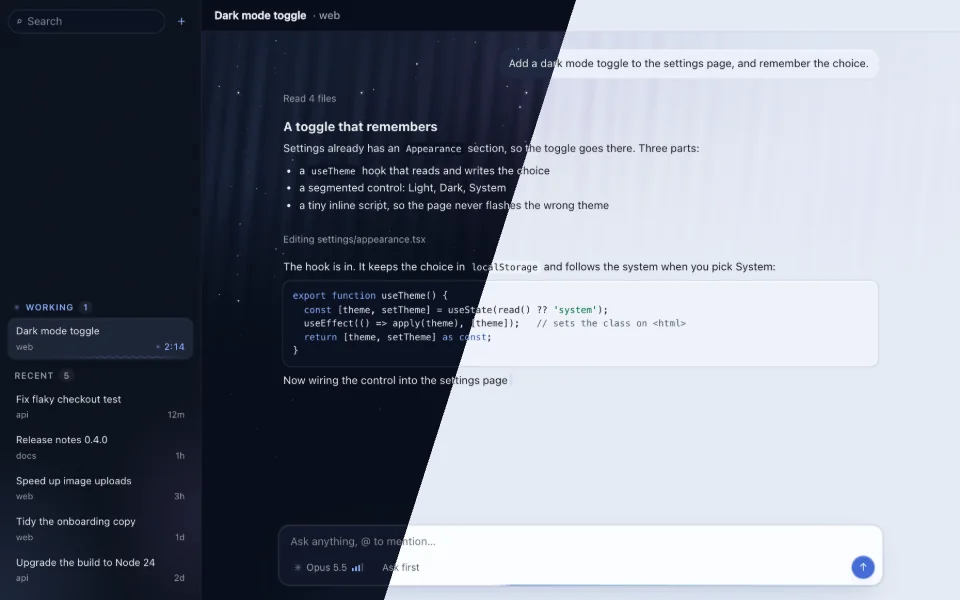 Search
+
WORKING 1
Dark mode toggle
web 2:14
RECENT 5
Fix flaky checkout test
api 12m
Release notes 0.4.0
docs 1h
Speed up image uploads
web 3h
Tidy the onboarding copy
web 1d
Upgrade the build to Node 24
api 2d
Dark mode toggle · web
Add a dark mode toggle to the settings page, and remember the choice.
Read 4 files
A toggle that remembers
Settings already has an Appearance section, so the toggle goes there. Three parts:
• a useTheme hook that reads and writes the choice
• a segmented control: Light, Dark, System
• a tiny inline script, so the page never flashes the wrong theme
Editing settings/appearance.tsx
The hook is in. It keeps the choice in localStorage and follows the system when you pick System:
export function useTheme() {
  const [theme, setTheme] = useState(read() ?? 'system');
  useEffect(() => apply(theme), [theme]);   // sets the class on <html>
  return [theme, setTheme] as const;
}
Now wiring the control into the settings page
Ask anything, @ to mention...
Opus 5.5 Ask first